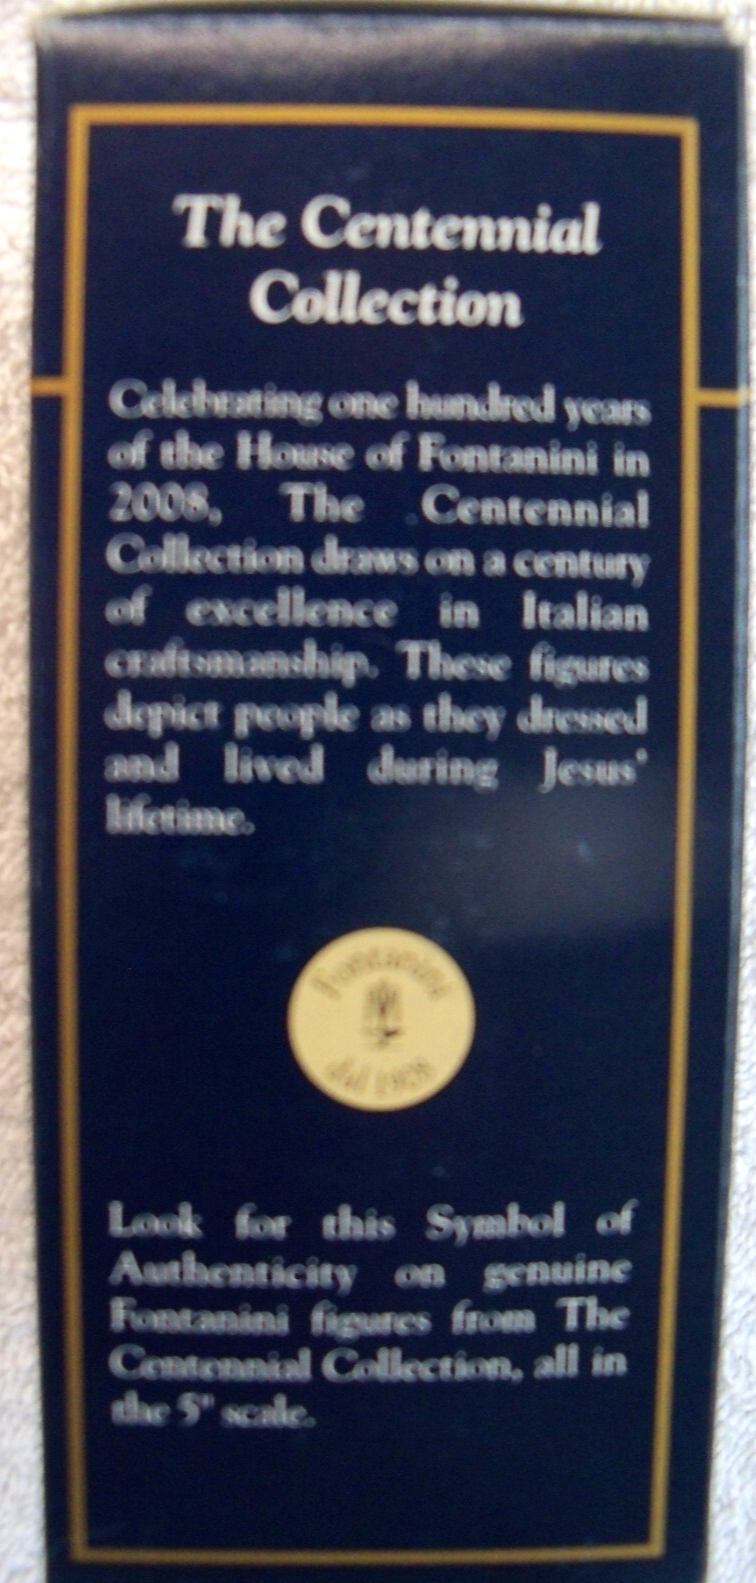 The Centennial
Collection
Celebrating one hundred years
of the House of Fontanini in
2008, The Centennial
Collection draws on a century
of excellence in Italian
craftsmanship. These figures
depict people as they dressed
and lived during Jesus'
lifetime.
Fontanini
dal 1908
Look for this Symbol of
Authenticity on genuine
Fontanini figures from The
Centennial Collection, all in
the 5" scale.